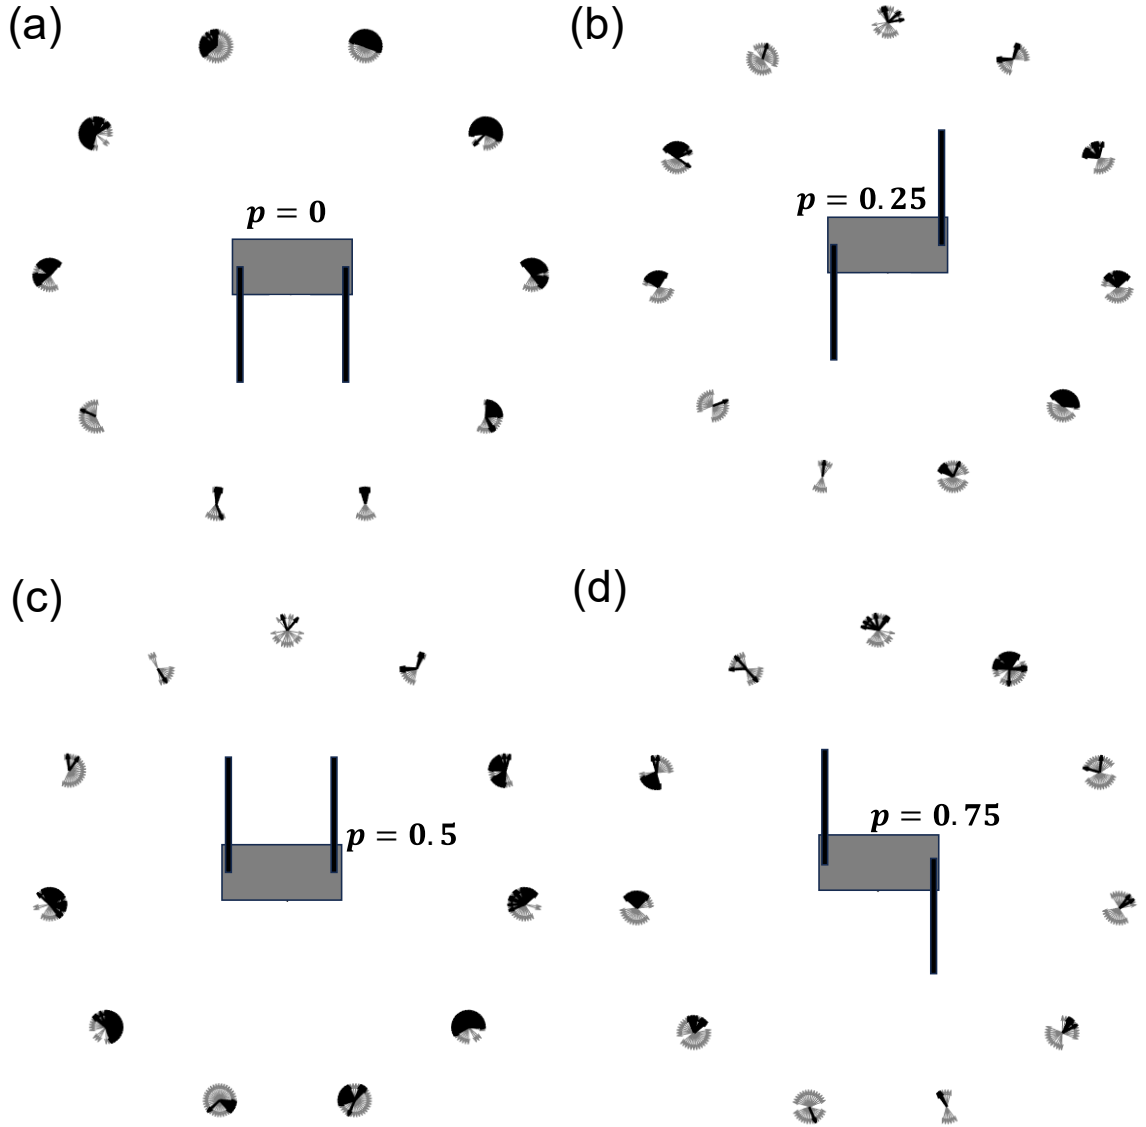 (a)
(b)
p = 0
p = 0.25
(c)
(d)
p = 0.5
p = 0.75